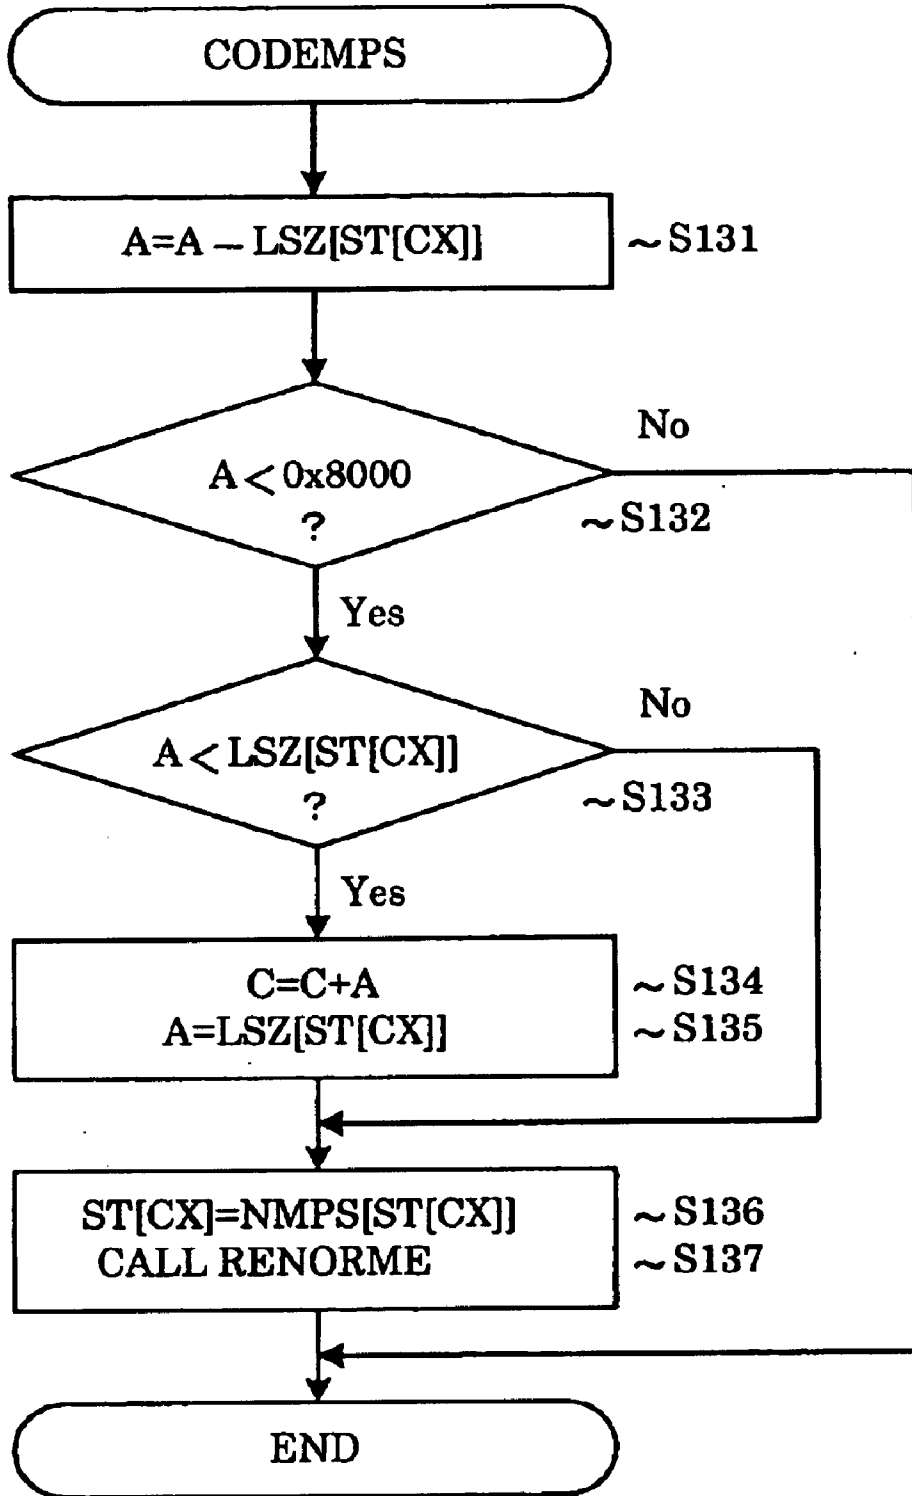 CODEMPS
A=A – LSZ[ST[CX]] ~S131
No
A<0x8000
? ~S132
Yes
No
A<LSZ[ST[CX]]
? ~S133
Yes
C=C+A ~S134
A=LSZ[ST[CX]] ~S135
ST[CX]=NMPS[ST[CX]] ~S136
CALL RENORME ~S137
END